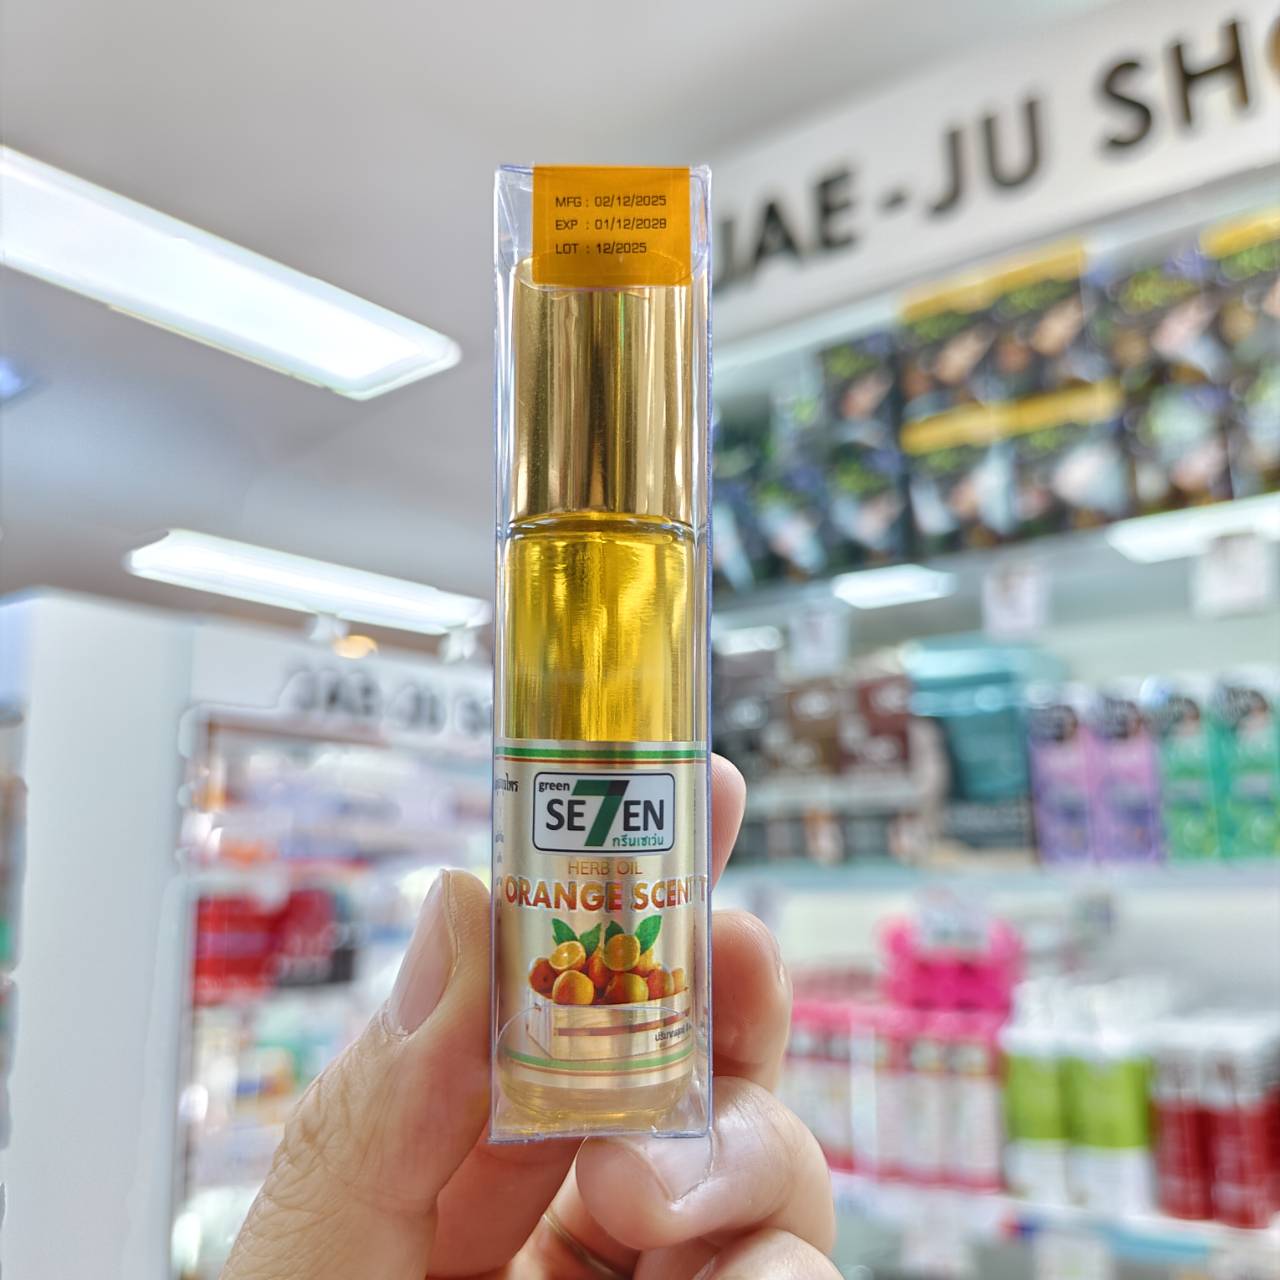 JAE-JU SHO
MFG : 02/12/2025
EXP : 01/12/2028
LOT : 12/2025
green
SE7EN
กรีนเซเว่น
HERB OIL
ORANGE SCENT